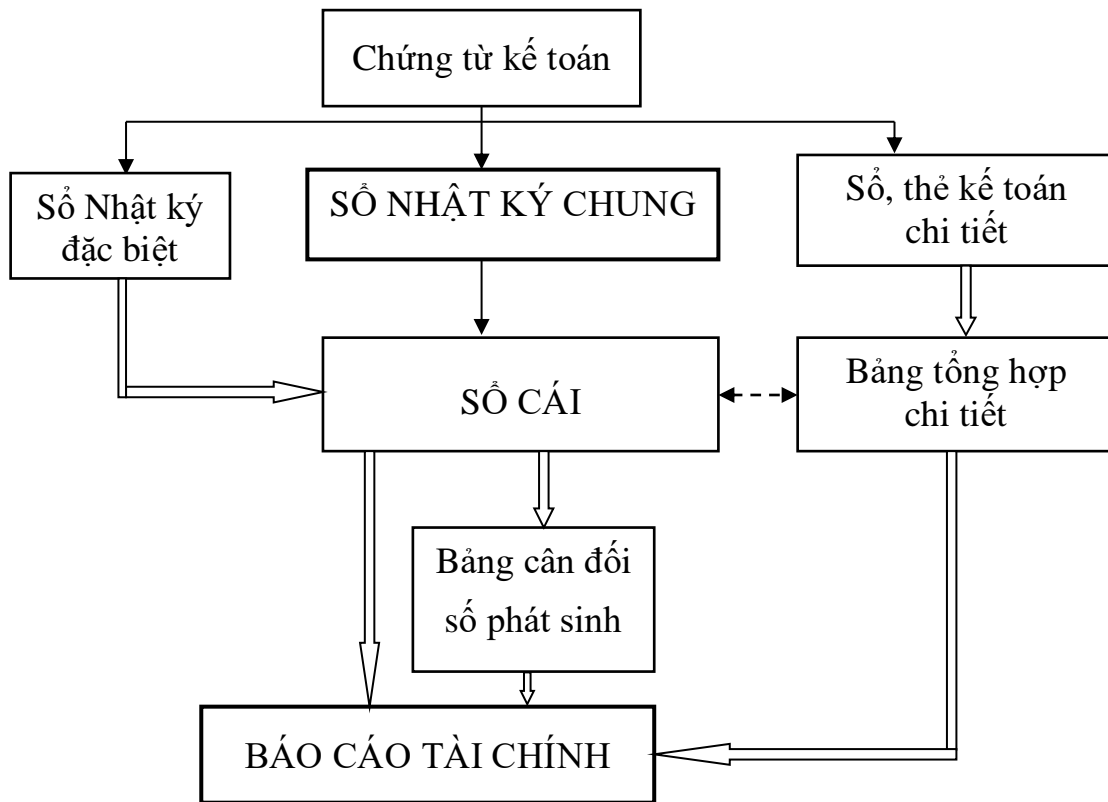 Chứng từ kế toán
Sổ Nhật ký
đặc biệt
SỔ NHẬT KÝ CHUNG
Sổ, thẻ kế toán
chi tiết
SỔ CÁI
Bảng tổng hợp
chi tiết
Bảng cân đối
số phát sinh
BÁO CÁO TÀI CHÍNH